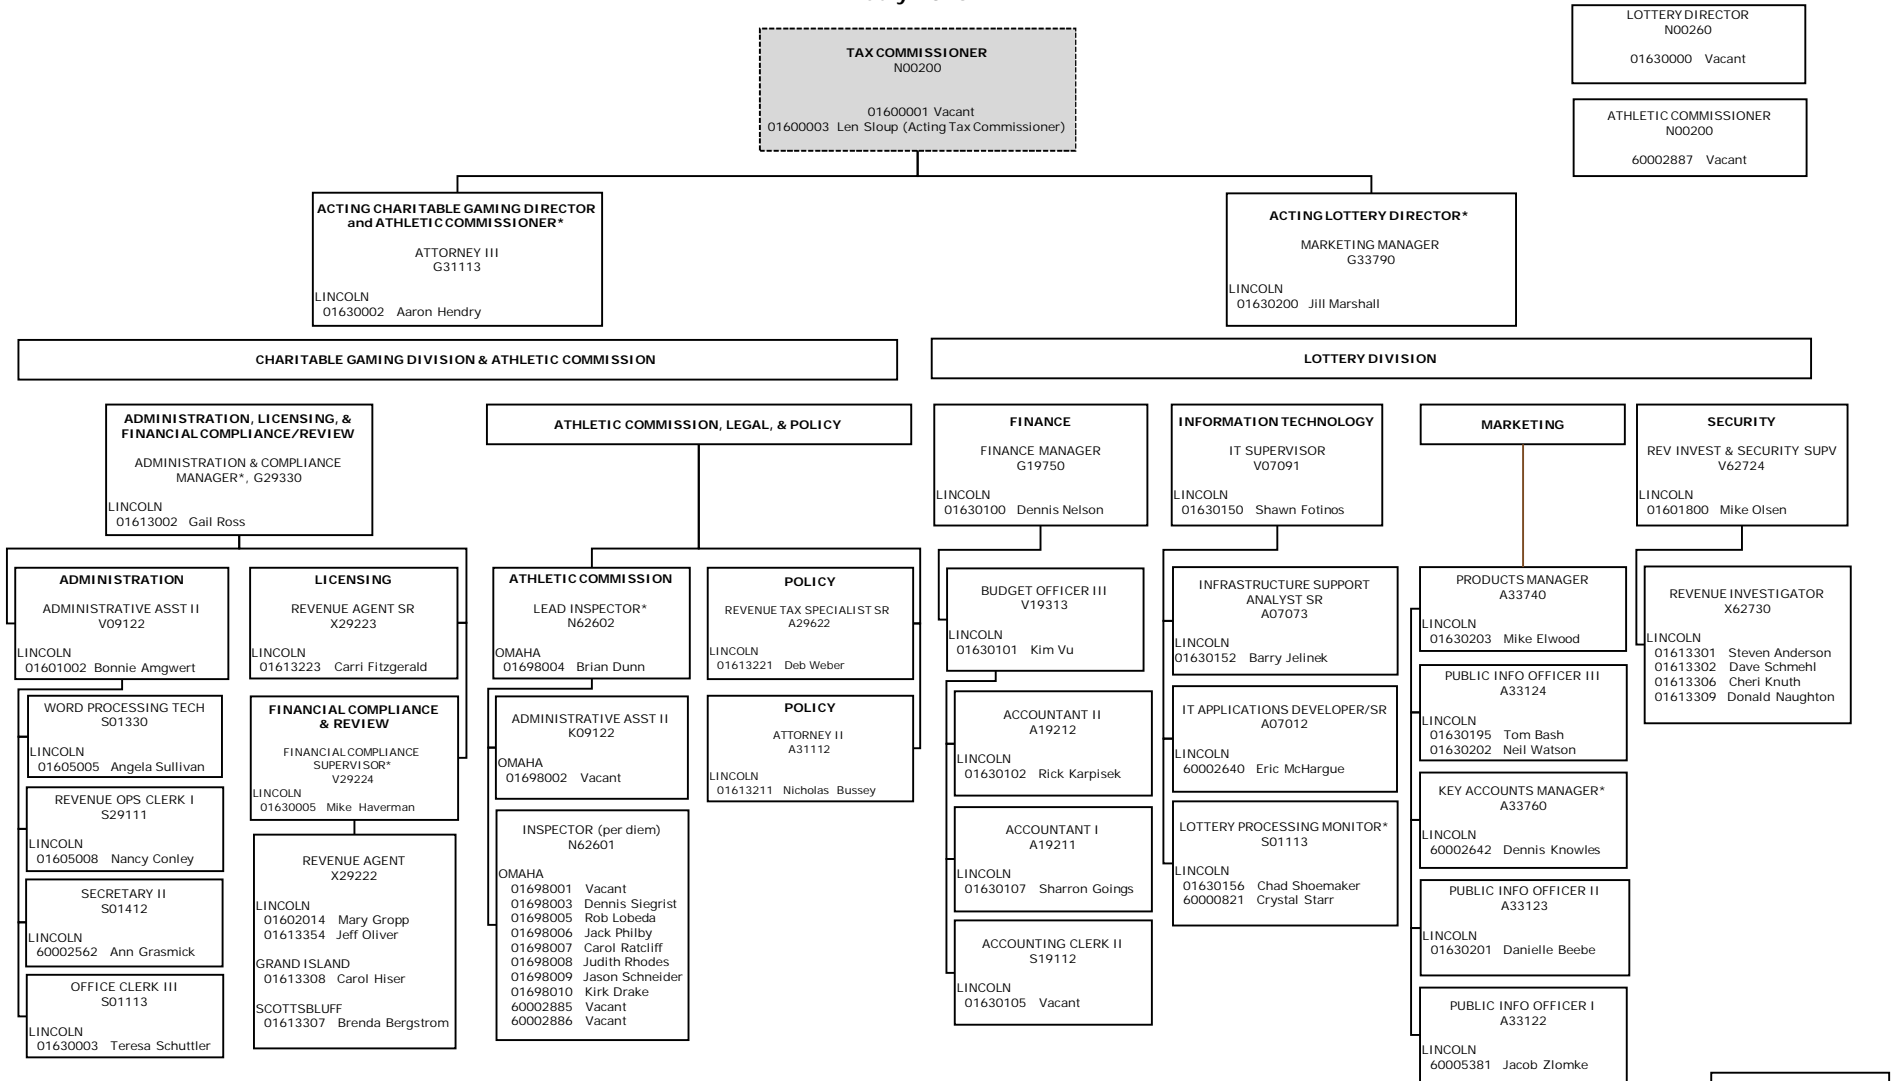 LOTTERY DIRECTOR
N00260
01630000 Vacant
TAX COMMISSIONER
N00200
01600001 Vacant
01600003 Len Sloup (Acting Tax Commissioner)
ATHLETIC COMMISSIONER
N00200
60002887 Vacant
ACTING CHARITABLE GAMING DIRECTOR
and ATHLETIC COMMISSIONER*
ATTORNEY III
G31113
LINCOLN
01630002 Aaron Hendry
ACTING LOTTERY DIRECTOR*
MARKETING MANAGER
G33790
LINCOLN
01630200 Jill Marshall
CHARITABLE GAMING DIVISION & ATHLETIC COMMISSION
LOTTERY DIVISION
ADMINISTRATION, LICENSING, &
FINANCIAL COMPLIANCE/REVIEW
ADMINISTRATION & COMPLIANCE
MANAGER*, G29330
LINCOLN
01613002 Gail Ross
ATHLETIC COMMISSION, LEGAL, & POLICY
FINANCE
FINANCE MANAGER
G19750
LINCOLN
01630100 Dennis Nelson
INFORMATION TECHNOLOGY
IT SUPERVISOR
V07091
LINCOLN
01630150 Shawn Fotinos
MARKETING
SECURITY
REV INVEST & SECURITY SUPV
V62724
LINCOLN
01601800 Mike Olsen
ADMINISTRATION
ADMINISTRATIVE ASST II
V09122
LINCOLN
01601002 Bonnie Amgwert
WORD PROCESSING TECH
S01330
LINCOLN
01605005 Angela Sullivan
REVENUE OPS CLERK I
S29111
LINCOLN
01605008 Nancy Conley
SECRETARY II
S01412
LINCOLN
60002562 Ann Grasmick
OFFICE CLERK III
S01113
LINCOLN
01630003 Teresa Schuttler
LICENSING
REVENUE AGENT SR
X29223
LINCOLN
01613223 Carri Fitzgerald
FINANCIAL COMPLIANCE
& REVIEW
FINANCIAL COMPLIANCE
SUPERVISOR*
V29224
LINCOLN
01630005 Mike Haverman
REVENUE AGENT
X29222
LINCOLN
01602014 Mary Gropp
01613354 Jeff Oliver
GRAND ISLAND
01613308 Carol Hiser
SCOTTSBLUFF
01613307 Brenda Bergstrom
ATHLETIC COMMISSION
LEAD INSPECTOR*
N62602
OMAHA
01698004 Brian Dunn
ADMINISTRATIVE ASST II
K09122
OMAHA
01698002 Vacant
INSPECTOR (per diem)
N62601
OMAHA
01698001 Vacant
01698003 Dennis Siegrist
01698005 Rob Lobeda
01698006 Jack Philby
01698007 Carol Ratcliff
01698008 Judith Rhodes
01698009 Jason Schneider
01698010 Kirk Drake
60002885 Vacant
60002886 Vacant
POLICY
REVENUE TAX SPECIALIST SR
A29622
LINCOLN
01613221 Deb Weber
POLICY
ATTORNEY II
A31112
LINCOLN
01613211 Nicholas Bussey
BUDGET OFFICER III
V19313
LINCOLN
01630101 Kim Vu
ACCOUNTANT II
A19212
LINCOLN
01630102 Rick Karpisek
ACCOUNTANT I
A19211
LINCOLN
01630107 Sharron Goings
ACCOUNTING CLERK II
S19112
LINCOLN
01630105 Vacant
INFRASTRUCTURE SUPPORT
ANALYST SR
A07073
LINCOLN
01630152 Barry Jelinek
IT APPLICATIONS DEVELOPER/SR
A07012
LINCOLN
60002640 Eric McHargue
LOTTERY PROCESSING MONITOR*
S01113
LINCOLN
01630156 Chad Shoemaker
60000821 Crystal Starr
PRODUCTS MANAGER
A33740
LINCOLN
01630203 Mike Elwood
PUBLIC INFO OFFICER III
A33124
LINCOLN
01630195 Tom Bash
01630202 Neil Watson
KEY ACCOUNTS MANAGER*
A33760
LINCOLN
60002642 Dennis Knowles
PUBLIC INFO OFFICER II
A33123
LINCOLN
01630201 Danielle Beebe
PUBLIC INFO OFFICER I
A33122
LINCOLN
60005381 Jacob Zlomke
REVENUE INVESTIGATOR
X62730
LINCOLN
01613301 Steven Anderson
01613302 Dave Schmehl
01613306 Cheri Knuth
01613309 Donald Naughton